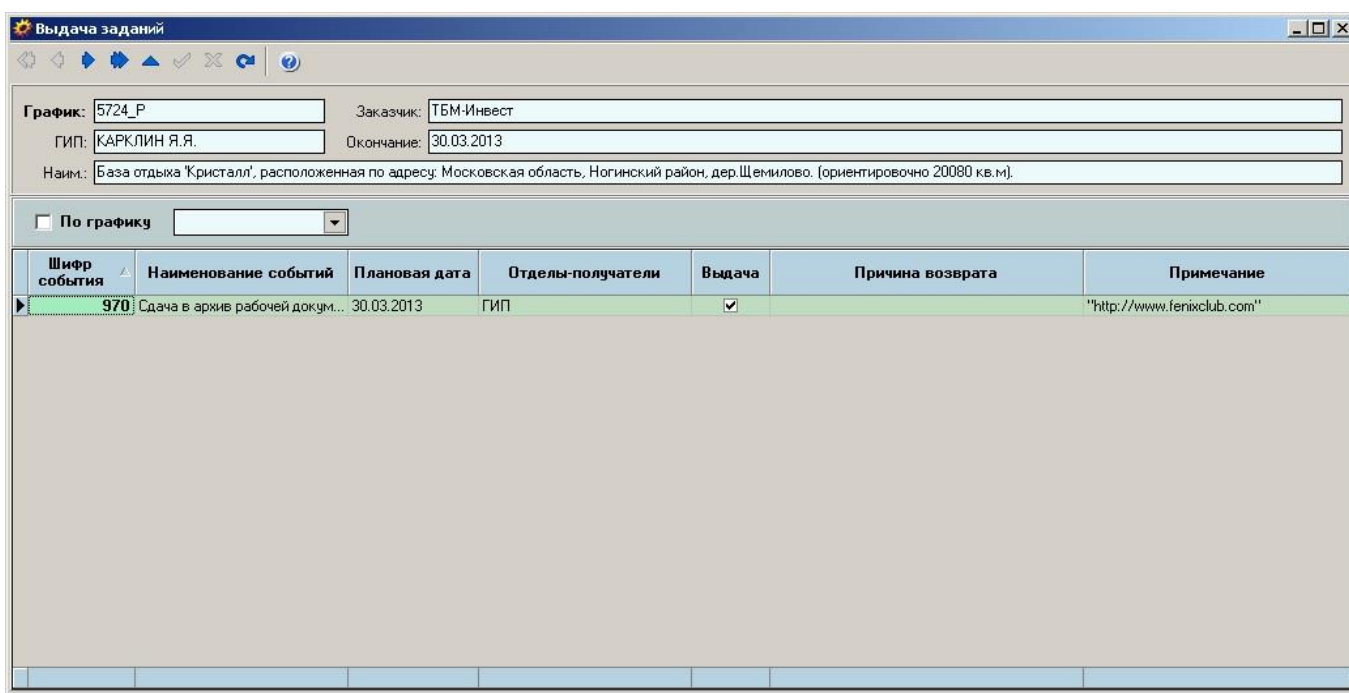 Выдача заданий
График: 5724_Р Заказчик: ТБМ-Инвест
ГИП: КАРКЛИН Я.Я. Окончание: 30.03.2013
Наим.: База отдыха 'Кристалл', расположенная по адресу: Московская область, Ногинский район, дер.Щемилово. (ориентировочно 20080 кв.м).
По графику
Шифр события Наименование событий Плановая дата Отделы-получатели Выдача Причина возврата Примечание
970 Сдача в архив рабочей докум... 30.03.2013 ГИП "http://www.fenixclub.com"